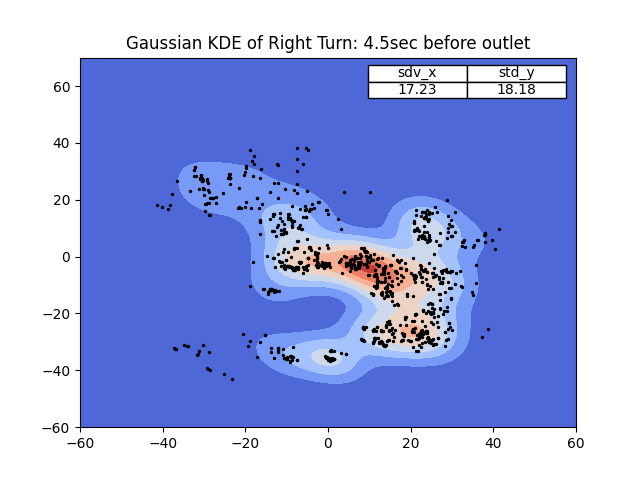 Gaussian KDE of Right Turn: 4.5sec before outlet
sdv_x std_y
17.23 18.18
60
40
20
0
−20
−40
−60
−60 −40 −20 0 20 40 60